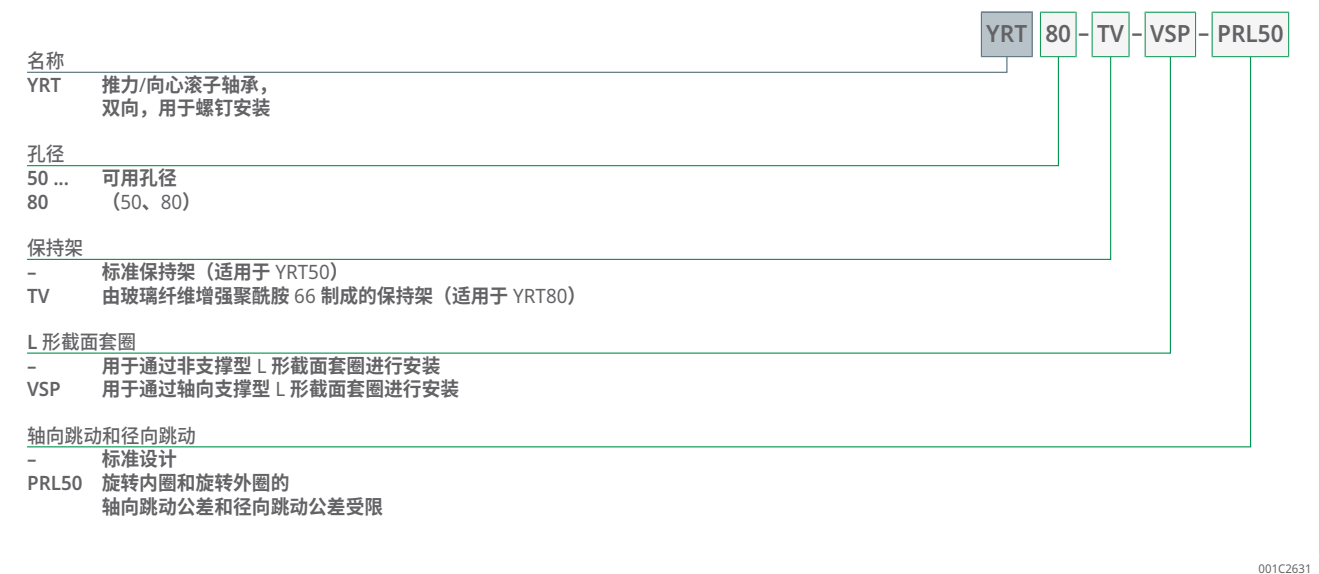 YRT 80 – TV – VSP – PRL50
名称
YRT 推力/向心滚子轴承，
双向，用于螺钉安装
孔径
50 ... 可用孔径
80 （50、80）
保持架
– 标准保持架（适用于 YRT50）
TV 由玻璃纤维增强聚酰胺 66 制成的保持架（适用于 YRT80）
L 形截面套圈
– 用于通过非支撑型 L 形截面套圈进行安装
VSP 用于通过轴向支撑型 L 形截面套圈进行安装
轴向跳动和径向跳动
– 标准设计
PRL50 旋转内圈和旋转外圈的
轴向跳动公差和径向跳动公差受限
001C2631